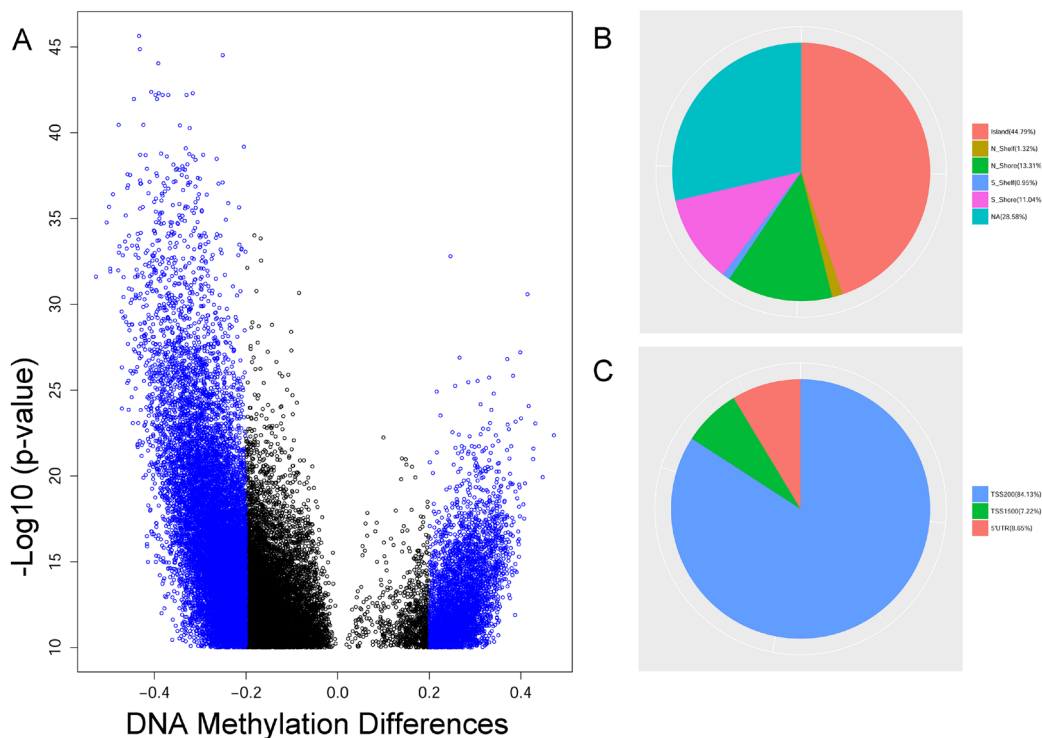 A
45
40
35
30
25
20
15
10
-Log10 (p-value)
−0.4
−0.2
0.0
0.2
0.4
DNA Methylation Differences
B
Island(44.79%)
N_Shelf(1.32%)
N_Shore(13.31%
S_Shelf(0.95%)
S_Shore(11.04%
NA(28.58%)
C
TSS200(84.13%)
TSS1500(7.22%)
5'UTR(8.65%)